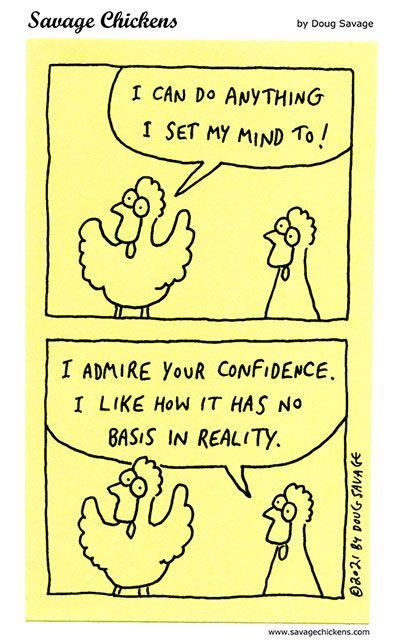 Savage Chickens
by Doug Savage
I CAN DO ANYTHING
I SET MY MIND TO!
I ADMIRE YOUR CONFIDENCE.
I LIKE HOW IT HAS NO
BASIS IN REALITY.
©2021 BY DOUG SAVAGE
www.savagechickens.com